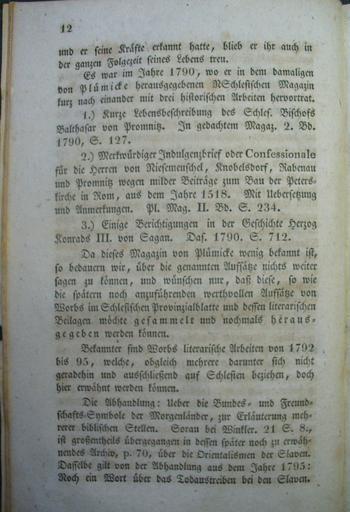 12
und er seine Kräfte erkannt hatte, blieb er ihr auch in
der ganzen Folgezeit seines Lebens treu.
Es war im Jahre 1790, wo er in dem damaligen
von Plümicke herausgegebenen NSchlesischen Magazin
kurz nach einander mit drei historischen Arbeiten hervortrat.
1.) Kurze Lebensbeschreibung des Schles. Bischofs
Balthasar von Promnitz. In gedachtem Magaz. 2. Bd.
1790, S. 127.
2.) Merkwürdiger Indulgenzbrief oder Confessionale
für die Herren von Niesemeuschel, Knobelsdorf, Rabenau
und Promnitz wegen milder Beiträge zum Bau der Peters-
kirche in Rom, aus dem Jahre 1518. Mit Uebersetzung
und Anmerkungen. Pl. Mag. II. Bd. S. 234.
3.) Einige Berichtigungen in der Geschichte Herzog
Konrads III. von Sagan. Das. 1790. S. 712.
Da dieses Magazin von Plümicke wenig bekannt ist,
so bedauern wir, über die genannten Aufsätze nichts weiter
sagen zu können, und wünschen nur, daß diese, so wie
die spätern noch anzuführenden werthvollen Aufsätze von
Worbs im Schlesischen Provinzialblatte und dessen literarischen
Beilagen möchte gesammelt und nochmals heraus-
gegeben werden können.
Bekannter sind Worbs literarische Arbeiten von 1792
bis 95, welche, obgleich mehrere darunter sich nicht
geradehin und ausschließend auf Schlesien beziehen, doch
hier erwähnt werden können.
Die Abhandlung: Ueber die Bundes- und Freund-
schafts-Symbole der Morgenländer, zur Erläuterung meh-
rerer biblischen Stellen. Sorau bei Winkler. 21 S. 8.,
ist großentheils übergegangen in dessen später noch zu erwäh-
nendes Archiv, p. 70, über die Orientalismen der Slaven.
Dasselbe gilt von der Abhandlung aus dem Jahre 1795:
Noch ein Wort über das Todaustreiben bei den Slaven.